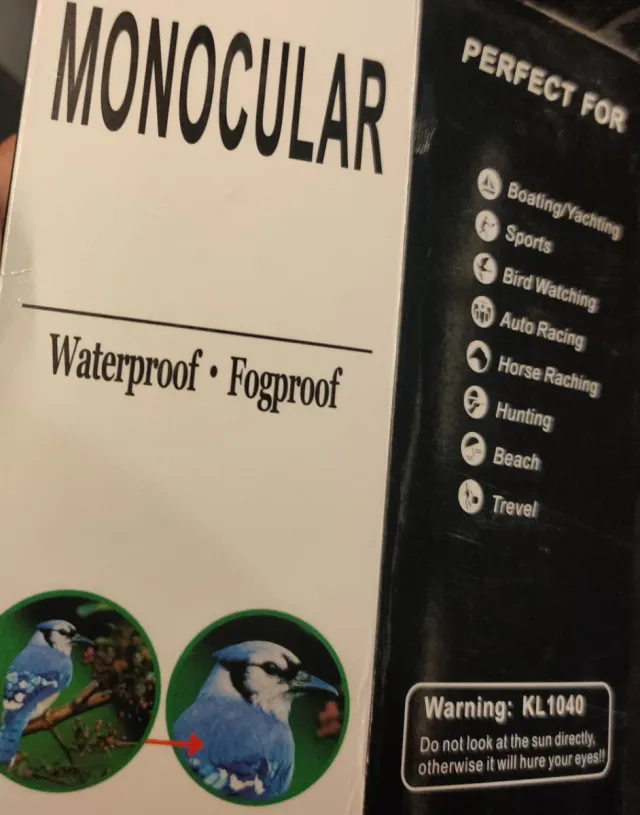 MONOCULAR
Waterproof • Fogproof
PERFECT FOR
Boating/Yachting
Sports
Bird Watching
Auto Racing
Horse Raching
Hunting
Beach
Trevel
Warning: KL1040
Do not look at the sun directly,
otherwise it will hure your eyes!!